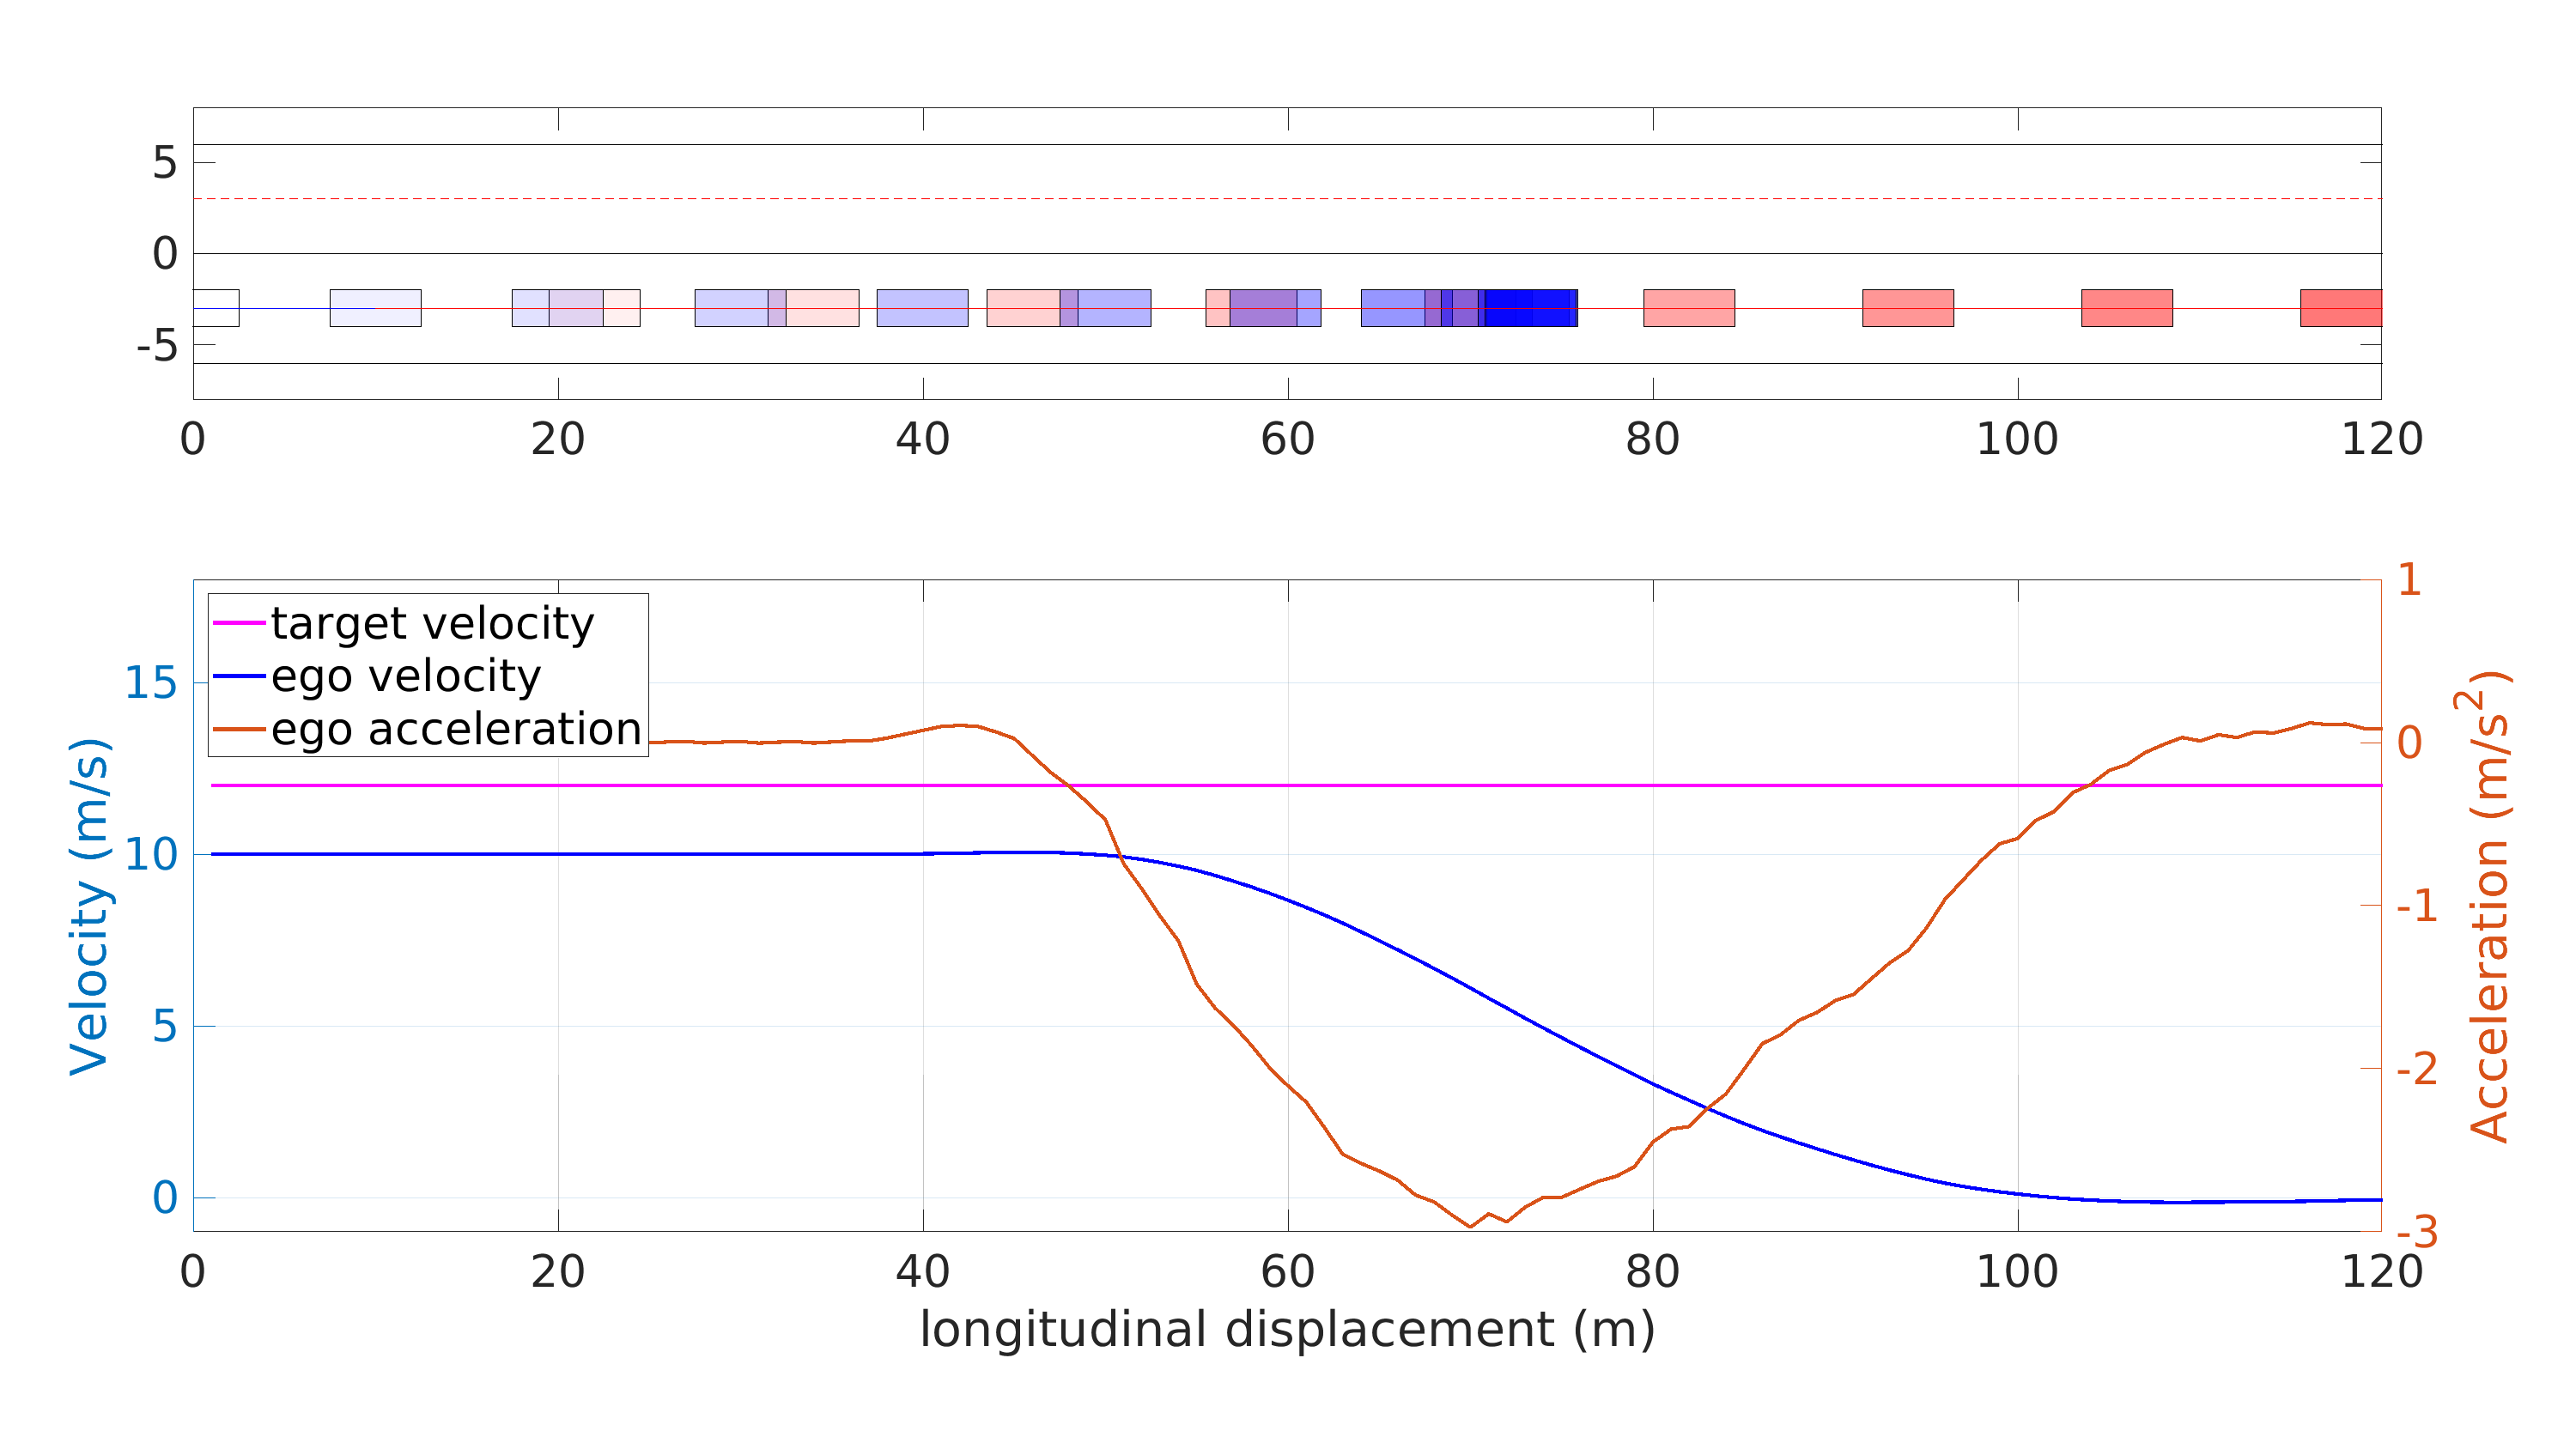 5
0
-5
0 20 40 60 80 100 120
target velocity
ego velocity
ego acceleration
Velocity (m/s)
15
10
5
0
1
0
-1
-2
-3
Acceleration (m/s²)
0 20 40 60 80 100 120
longitudinal displacement (m)